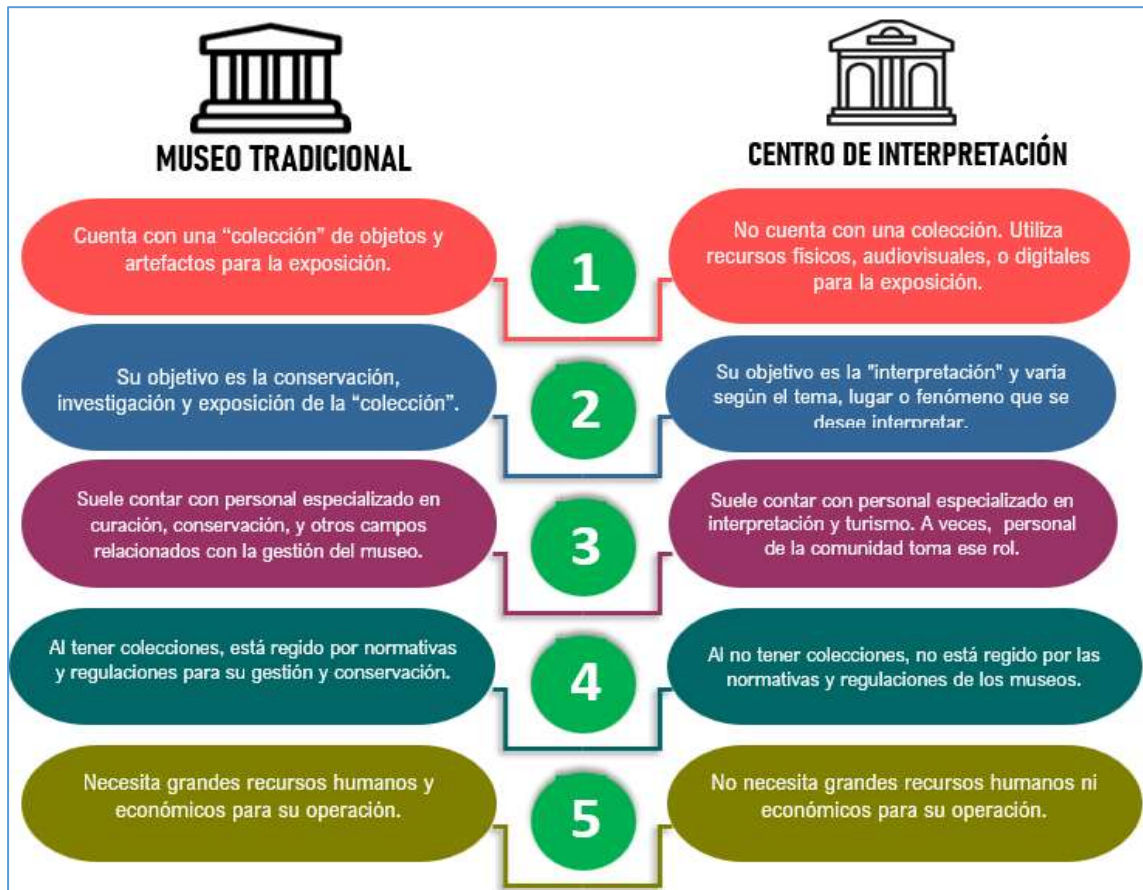 MUSEO TRADICIONAL
CENTRO DE INTERPRETACIÓN
Cuenta con una “colección” de objetos y
artefactos para la exposición.
1
No cuenta con una colección. Utiliza
recursos físicos, audiovisuales, o digitales
para la exposición.
Su objetivo es la conservación,
investigación y exposición de la “colección”.
2
Su objetivo es la "interpretación" y varía
según el tema, lugar o fenómeno que se
desee interpretar.
Suele contar con personal especializado en
curación, conservación, y otros campos
relacionados con la gestión del museo.
3
Suele contar con personal especializado en
interpretación y turismo. A veces, personal
de la comunidad toma ese rol.
Al tener colecciones, está regido por normativas
y regulaciones para su gestión y conservación.
4
Al no tener colecciones, no está regido por las
normativas y regulaciones de los museos.
Necesita grandes recursos humanos y
económicos para su operación.
5
No necesita grandes recursos humanos ni
económicos para su operación.